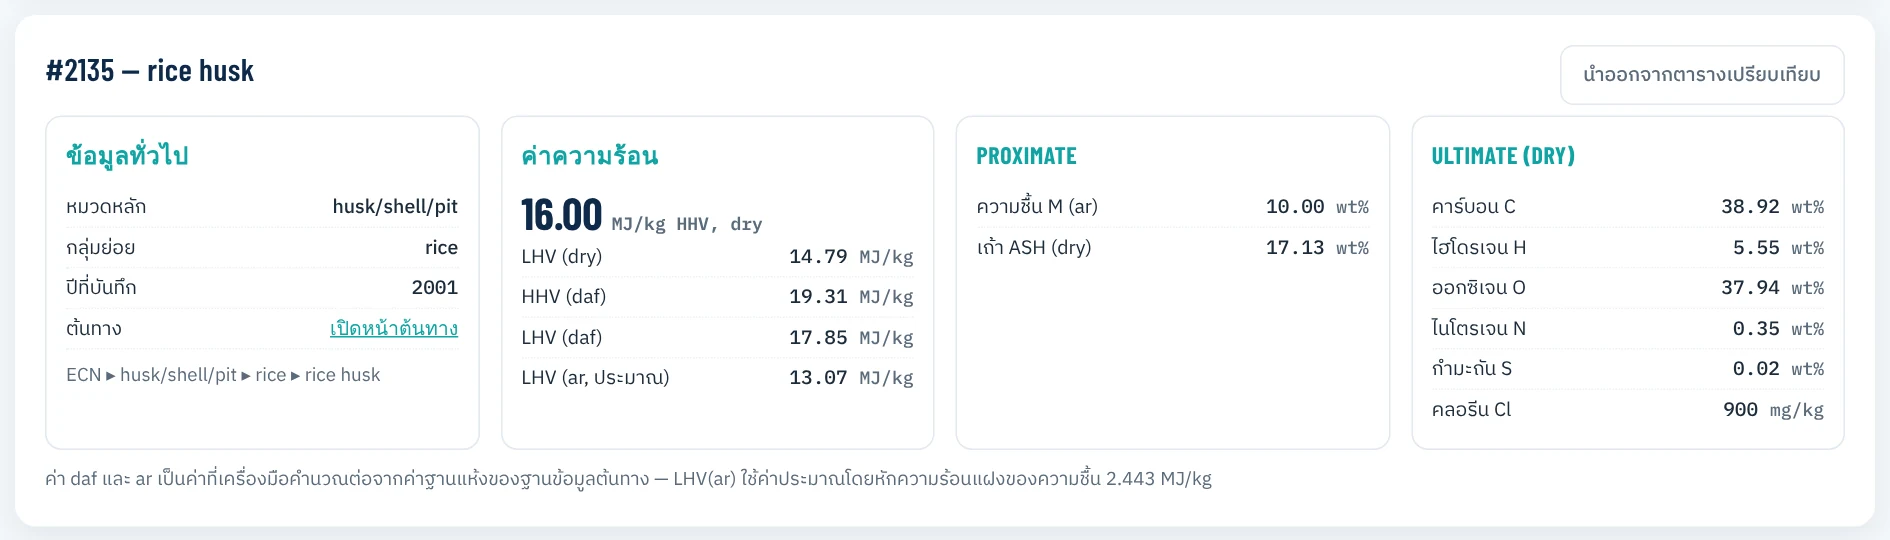 #2135 — rice husk
นำออกจากตารางเปรียบเทียบ
ข้อมูลทั่วไป
หมวดหลัก husk/shell/pit
กลุ่มย่อย rice
ปีที่บันทึก 2001
ต้นทาง เปิดหน้าต้นทาง
ECN ▸ husk/shell/pit ▸ rice ▸ rice husk
ค่าความร้อน
16.00 MJ/kg HHV, dry
LHV (dry) 14.79 MJ/kg
HHV (daf) 19.31 MJ/kg
LHV (daf) 17.85 MJ/kg
LHV (ar, ประมาณ) 13.07 MJ/kg
PROXIMATE
ความชื้น M (ar) 10.00 wt%
เถ้า ASH (dry) 17.13 wt%
ULTIMATE (DRY)
คาร์บอน C 38.92 wt%
ไฮโดรเจน H 5.55 wt%
ออกซิเจน O 37.94 wt%
ไนโตรเจน N 0.35 wt%
กำมะถัน S 0.02 wt%
คลอรีน Cl 900 mg/kg
ค่า daf และ ar เป็นค่าที่เครื่องมือคำนวณต่อจากค่าฐานแห้งของฐานข้อมูลต้นทาง — LHV(ar) ใช้ค่าประมาณโดยหักความร้อนแฝงของความชื้น 2.443 MJ/kg